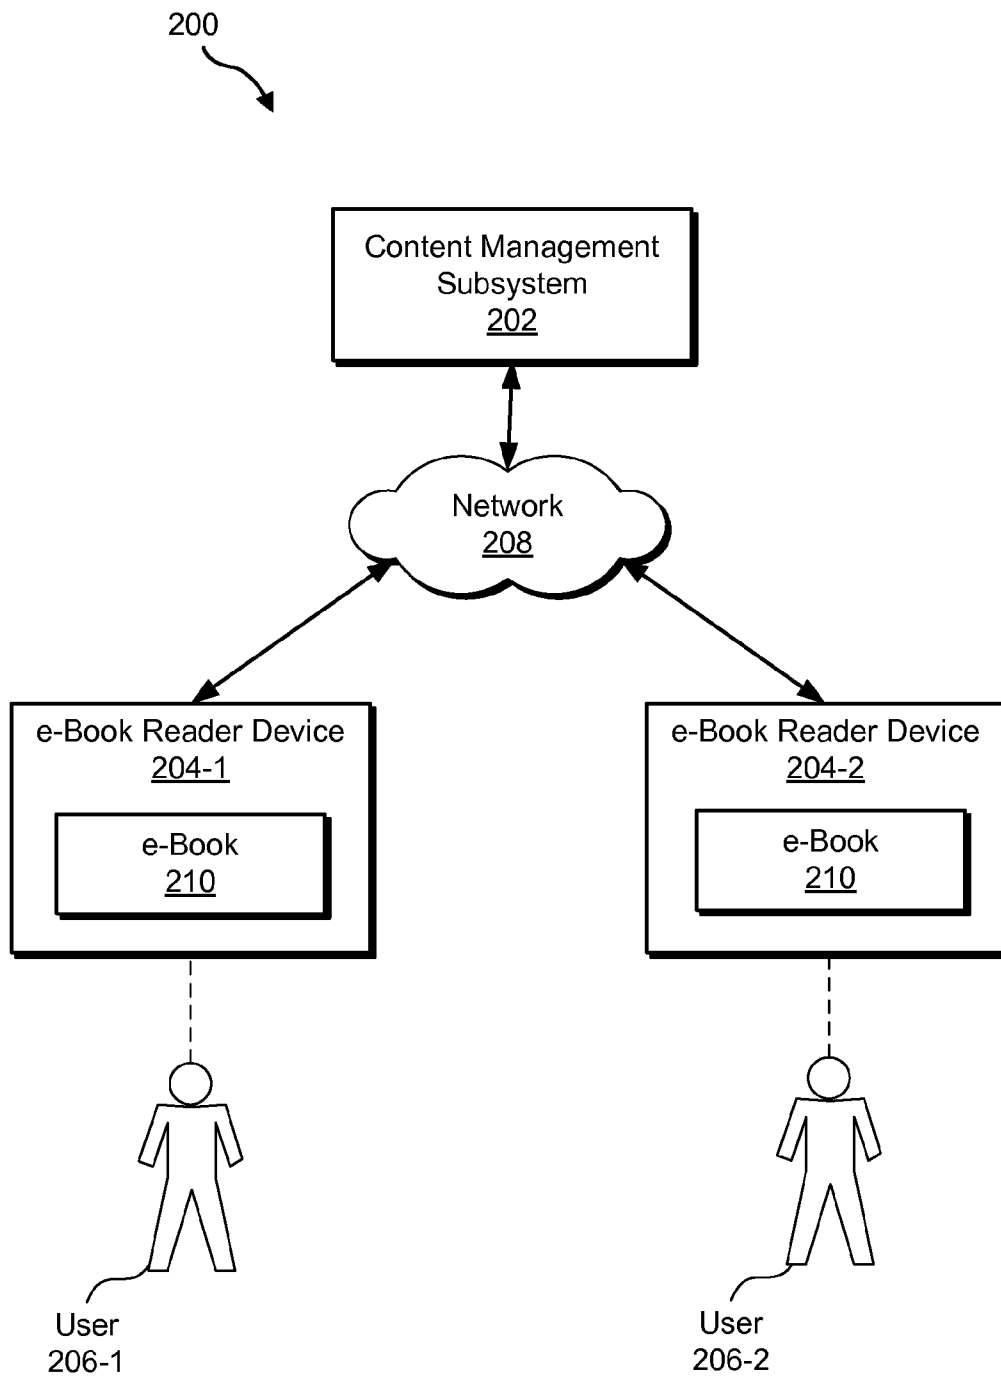 200
Content Management
Subsystem
202
Network
208
e-Book Reader Device
204-1
e-Book
210
e-Book Reader Device
204-2
e-Book
210
User
206-1
User
206-2